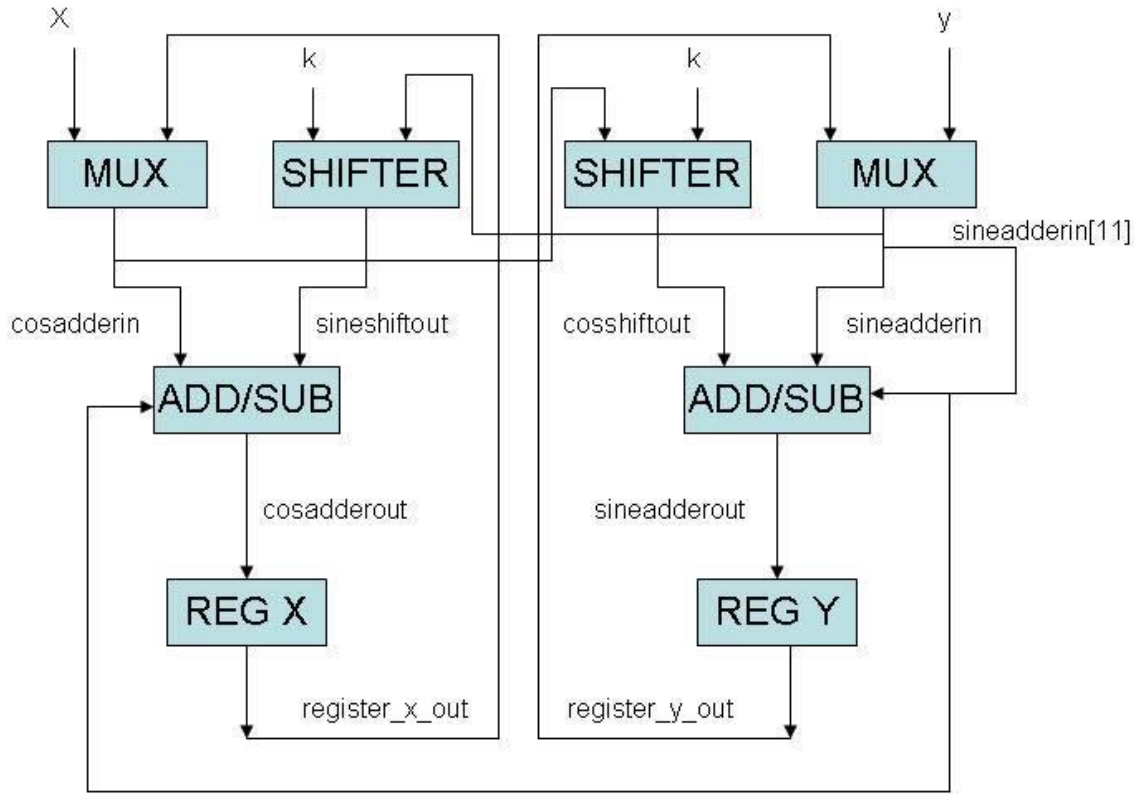 X
k
k
y
MUX
SHIFTER
SHIFTER
MUX
sineadderin[11]
cosadderin
sineshiftout
cosshiftout
sineadderin
ADD/SUB
ADD/SUB
cosadderout
sineadderout
REG X
REG Y
register_x_out
register_y_out